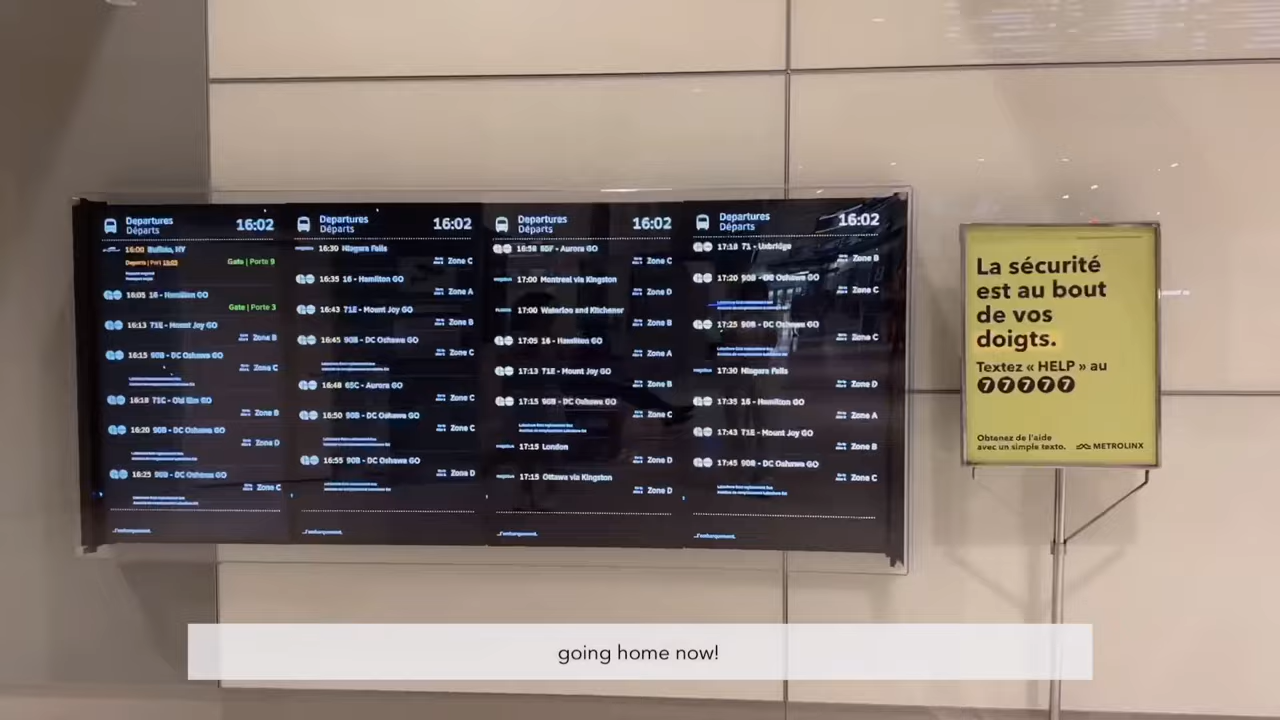 Departures
Départs
16:02
16:03 Buffalo, NY
Gate | Porte 9
16:05 16 - Hamilton GO
Gate | Porte 3
16:13 71E - Mount Joy GO
Zone B
16:15 90B - DC Oshawa GO
Zone C
16:18 71C - Old Elm GO
Zone B
16:20 90B - DC Oshawa GO
Zone D
16:25 90B - DC Oshawa GO
Zone C
...l'embarquement.
Departures
Départs
16:02
16:30 Niagara Falls
Zone C
16:35 16 - Hamilton GO
Zone A
16:43 71E - Mount Joy GO
Zone B
16:45 90B - DC Oshawa GO
Zone C
16:48 65C - Aurora GO
Zone C
16:50 90B - DC Oshawa GO
Zone C
16:55 90B - DC Oshawa GO
Zone D
...l'embarquement.
Departures
Départs
16:02
16:58 65F - Aurora GO
Zone C
17:00 Montreal via Kingston
Zone D
17:00 Waterloo and Kitchener
Zone B
17:05 16 - Hamilton GO
Zone A
17:13 71E - Mount Joy GO
Zone B
17:15 90B - DC Oshawa GO
Zone C
17:15 London
Zone D
17:15 Ottawa via Kingston
Zone D
...l'embarquement.
Departures
Départs
16:02
17:18 71 - Uxbridge
Zone B
17:20 90B - DC Oshawa GO
Zone C
17:25 90B - DC Oshawa GO
Zone C
17:30 Niagara Falls
Zone D
17:35 16 - Hamilton GO
Zone A
17:43 71E - Mount Joy GO
Zone B
17:45 90B - DC Oshawa GO
Zone C
...l'embarquement.
La sécurité
est au bout
de vos
doigts.
Textez « HELP » au
77777
Obtenez de l'aide
avec un simple texto.
METROLINX
going home now!